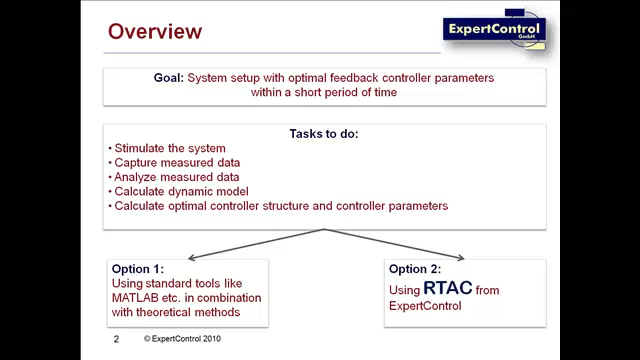 Overview
ExpertControl
GmbH
Goal: System setup with optimal feedback controller parameters
within a short period of time
Tasks to do:
• Stimulate the system
• Capture measured data
• Analyze measured data
• Calculate dynamic model
• Calculate optimal controller structure and controller parameters
Option 1:
Using standard tools like
MATLAB etc. in combination
with theoretical methods
Option 2:
Using RTAC from
ExpertControl
2 © ExpertControl 2010